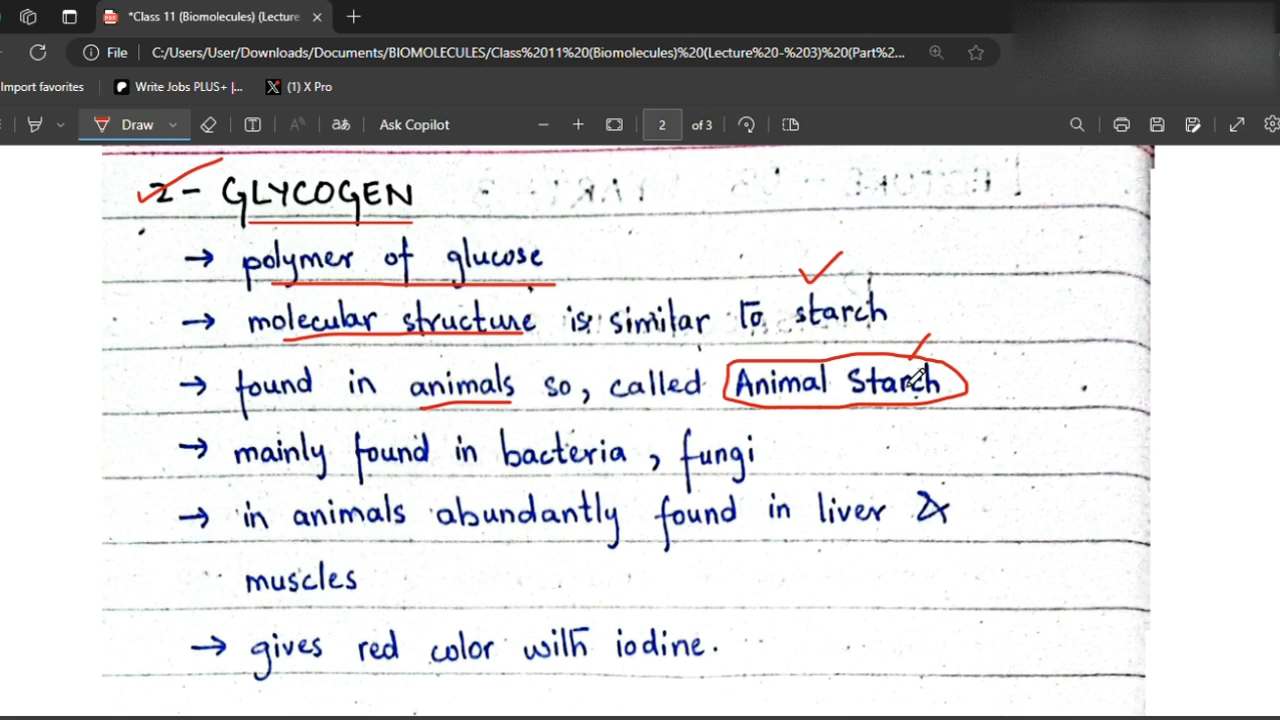 *Class 11 (Biomolecules) (Lecture
File C:/Users/User/Downloads/Documents/BIOMOLECULES/Class%2011%20(Biomolecules)%20(Lecture%20-%203)%20(Part%2...
Import favorites Write Jobs PLUS+ |... (1) X Pro
Draw Ask Copilot 2 of 3
2- GLYCOGEN
→ polymer of glucose
→ molecular structure is similar to starch
→ found in animals so, called Animal Starch
→ mainly found in bacteria, fungi
→ in animals abundantly found in liver &
muscles
→ gives red color with iodine.